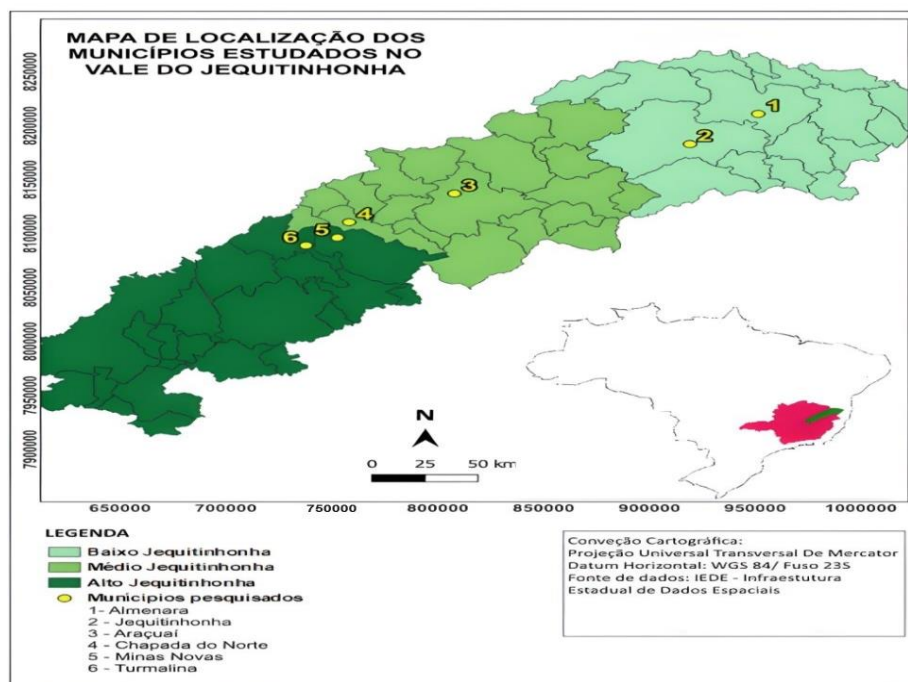 MAPA DE LOCALIZAÇÃO DOS
MUNICÍPIOS ESTUDADOS NO
VALE DO JEQUITINHONHA
8250000
8200000
8150000
8100000
8050000
8000000
7950000
7900000
1
2
3
4
5
6
N
0 25 50 km
650000 700000 750000 800000 850000 900000 950000 1000000
LEGENDA
Baixo Jequitinhonha
Médio Jequitinhonha
Alto Jequitinhonha
Municipios pesquisados
1- Almenara
2 - Jequitinhonha
3 - Araçuaí
4 - Chapada do Norte
5 - Minas Novas
6 - Turmalina
Conveção Cartográfica:
Projeção Universal Transversal De Mercator
Datum Horizontal: WGS 84/ Fuso 23S
Fonte de dados: IEDE - Infraestutura
Estadual de Dados Espaciais